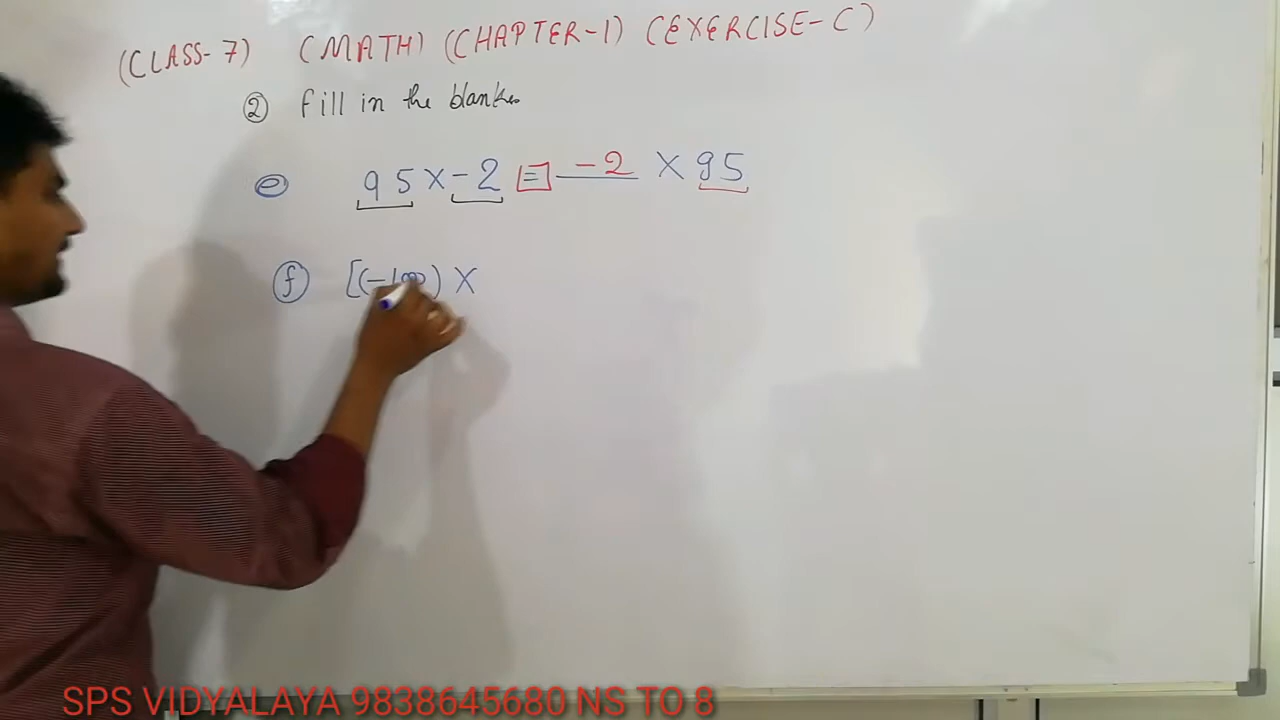 (CLASS-7) (MATH) (CHAPTER-1) (EXERCISE-C)
② fill in the blanks
ⓔ 95 × -2 = -2 × 95
ⓕ [(-100) ×
SPS VIDYALAYA 9838645680 NS TO 8